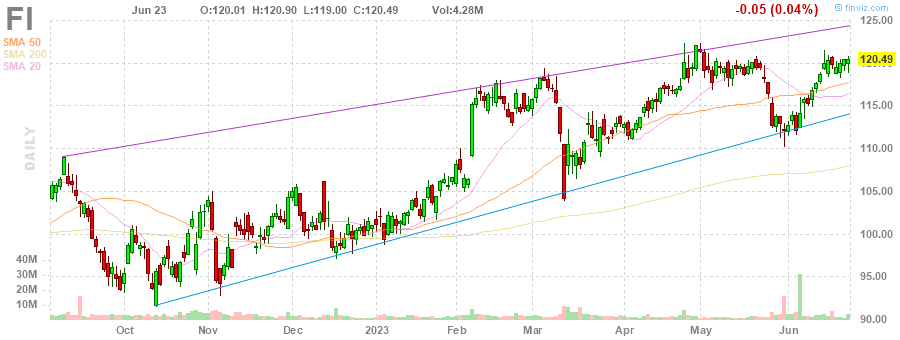 FI
Jun 23 O:120.01 H:120.90 L:119.00 C:120.49 Vol:4.28M -0.05 (0.04%) finviz.com
SMA 50
SMA 200
SMA 20
DAILY
125.00
120.49
115.00
110.00
105.00
100.00
95.00
90.00
40M
30M
20M
10M
Oct Nov Dec 2023 Feb Mar Apr May Jun